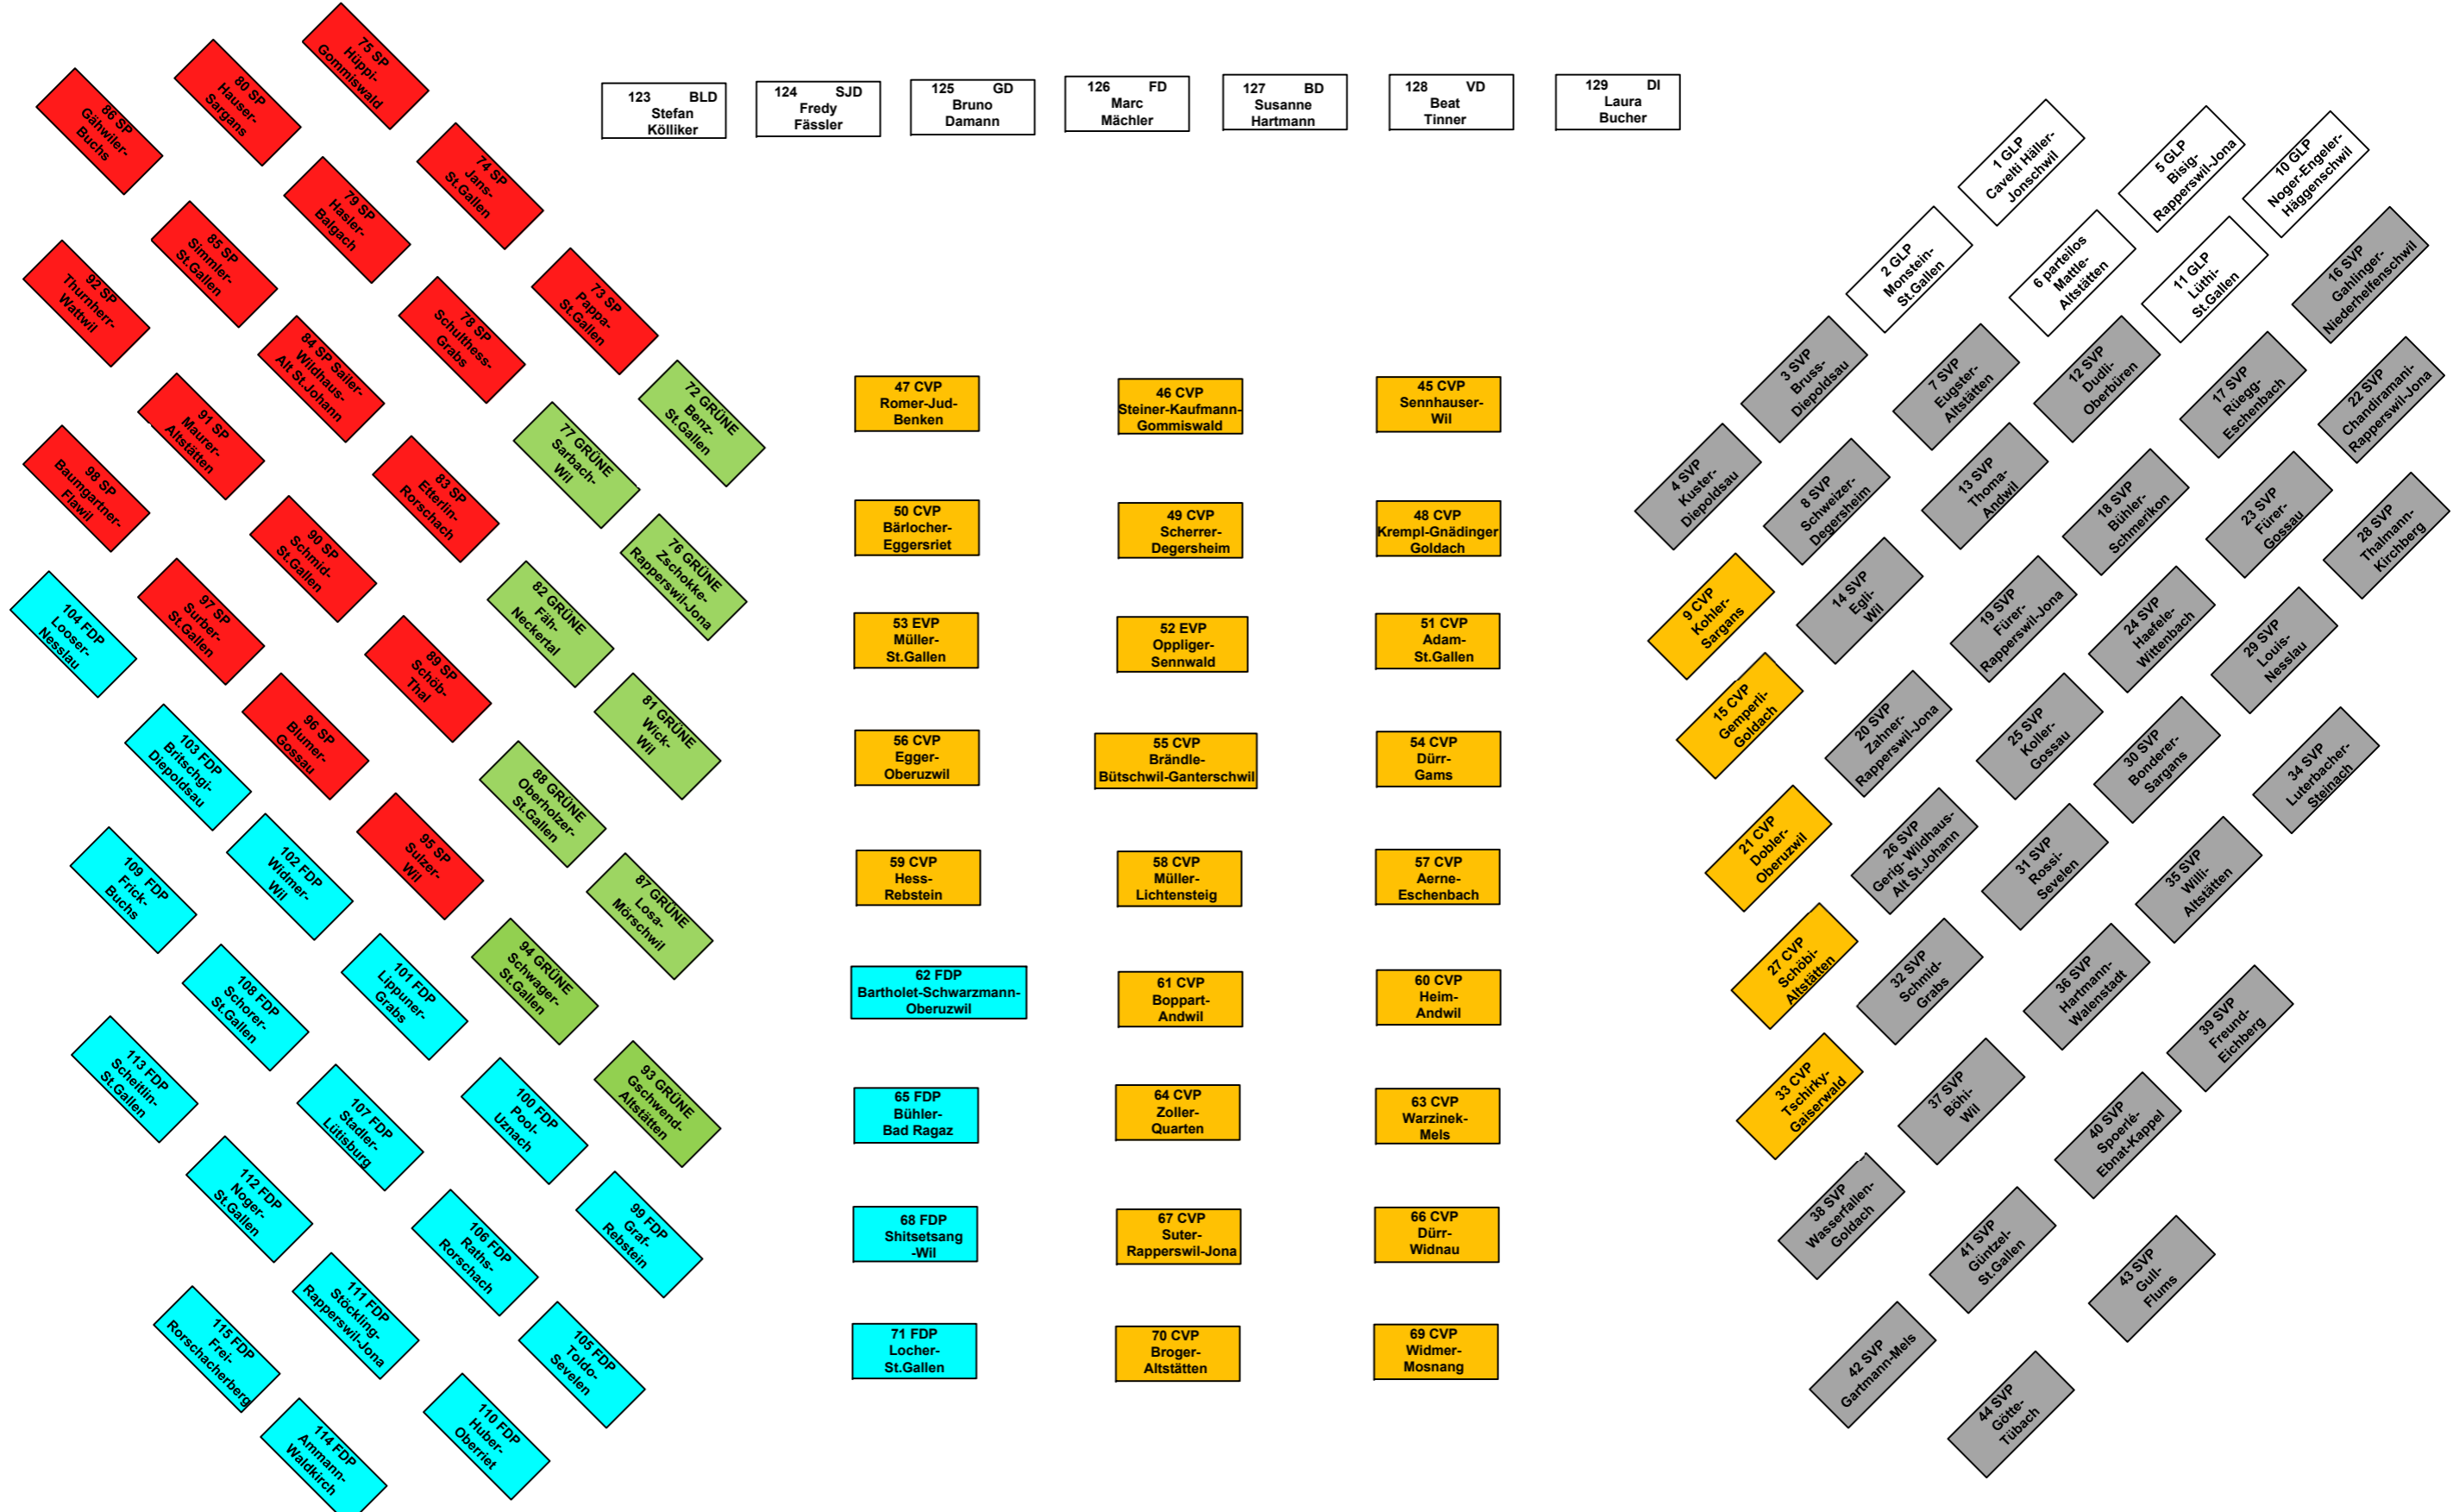 75 SP
Hüppi-
Gommiswald
80 SP
Hauser-
Sargans
86 SP
Gähwiler-
Buchs
74 SP
Jans-
St.Gallen
79 SP
Hasler-
Balgach
85 SP
Simmler-
St.Gallen
92 SP
Thurnherr-
Wattwil
73 SP
Pappa-
St.Gallen
78 SP
Schulthess-
Grabs
84 SP Sailer-
Wildhaus-
Alt St.Johann
91 SP
Maurer-
Altstätten
98 SP
Baumgartner-
Flawil
72 GRÜNE
Benz-
St.Gallen
77 GRÜNE
Sarbach-
Wil
83 SP
Etterlin-
Rorschach
90 SP
Schmid-
St.Gallen
97 SP
Surber-
St.Gallen
104 FDP
Looser-
Nesslau
76 GRÜNE
Zschokke-
Rapperswil-Jona
82 GRÜNE
Fäh-
Neckertal
89 SP
Schöb-
Thal
96 SP
Blumer-
Gossau
103 FDP
Britschgi-
Diepoldsau
81 GRÜNE
Wick-
Wil
88 GRÜNE
Oberholzer-
St.Gallen
95 SP
Sulzer-
Wil
102 FDP
Widmer-
Wil
109 FDP
Frick-
Buchs
87 GRÜNE
Losa-
Mörschwil
94 GRÜNE
Schwager-
St.Gallen
101 FDP
Lippuner-
Grabs
108 FDP
Schorer-
St.Gallen
113 FDP
Scheitlin-
St.Gallen
93 GRÜNE
Gschwend-
Altstätten
100 FDP
Pool-
Uznach
107 FDP
Stadler-
Lütisburg
112 FDP
Noger-
St.Gallen
99 FDP
Graf-
Rebstein
106 FDP
Raths-
Rorschach
111 FDP
Stöckling-
Rapperswil-Jona
115 FDP
Frei-
Rorschacherberg
105 FDP
Toldo-
Sevelen
110 FDP
Huber-
Oberriet
114 FDP
Ammann-
Waldkirch
123 BLD
Stefan
Kölliker
124 SJD
Fredy
Fässler
125 GD
Bruno
Damann
126 FD
Marc
Mächler
127 BD
Susanne
Hartmann
128 VD
Beat
Tinner
129 DI
Laura
Bucher
47 CVP
Romer-Jud-
Benken
46 CVP
Steiner-Kaufmann-
Gommiswald
45 CVP
Sennhauser-
Wil
50 CVP
Bärlocher-
Eggersriet
49 CVP
Scherrer-
Degersheim
48 CVP
Krempl-Gnädinger
Goldach
53 EVP
Müller-
St.Gallen
52 EVP
Oppliger-
Sennwald
51 CVP
Adam-
St.Gallen
56 CVP
Egger-
Oberuzwil
55 CVP
Brändle-
Bütschwil-Ganterschwil
54 CVP
Dürr-
Gams
59 CVP
Hess-
Rebstein
58 CVP
Müller-
Lichtensteig
57 CVP
Aerne-
Eschenbach
62 FDP
Bartholet-Schwarzmann-
Oberuzwil
61 CVP
Boppart-
Andwil
60 CVP
Heim-
Andwil
65 FDP
Bühler-
Bad Ragaz
64 CVP
Zoller-
Quarten
63 CVP
Warzinek-
Mels
68 FDP
Shitsetsang
-Wil
67 CVP
Suter-
Rapperswil-Jona
66 CVP
Dürr-
Widnau
71 FDP
Locher-
St.Gallen
70 CVP
Broger-
Altstätten
69 CVP
Widmer-
Mosnang
1 GLP
Cavelti Häller-
Jonschwil
2 GLP
Monstein-
St.Gallen
3 SVP
Bruss-
Diepoldsau
4 SVP
Kuster-
Diepoldsau
5 GLP
Bisig-
Rapperswil-Jona
6 parteilos
Mattle-
Altstätten
7 SVP
Eugster-
Altstätten
8 SVP
Schweizer-
Degersheim
9 CVP
Kohler-
Sargans
10 GLP
Noger-Engeler-
Häggenschwil
11 GLP
Lüthi-
St.Gallen
12 SVP
Dudli-
Oberbüren
13 SVP
Thoma-
Andwil
14 SVP
Egli-
Wil
15 CVP
Gemperli-
Goldach
16 SVP
Gahlinger-
Niederhelfenschwil
17 SVP
Rüegg-
Eschenbach
18 SVP
Bühler-
Schmerikon
19 SVP
Fürer-
Rapperswil-Jona
20 SVP
Zahner-
Rapperswil-Jona
21 CVP
Dobler-
Oberuzwil
22 SVP
Chandiramani-
Rapperswil-Jona
23 SVP
Fürer-
Gossau
24 SVP
Haefele-
Wittenbach
25 SVP
Koller-
Gossau
26 SVP
Gerig- Wildhaus-
Alt St.Johann
27 CVP
Schöbi-
Altstätten
28 SVP
Thalmann-
Kirchberg
29 SVP
Louis-
Nesslau
30 SVP
Bonderer-
Sargans
31 SVP
Rossi-
Sevelen
32 SVP
Schmid-
Grabs
33 CVP
Tschirky-
Gaiserwald
34 SVP
Luterbacher-
Steinach
35 SVP
Willi-
Altstätten
36 SVP
Hartmann-
Walenstadt
37 SVP
Böhi-
Wil
38 SVP
Wasserfallen-
Goldach
39 SVP
Freund-
Eichberg
40 SVP
Spoerlé-
Ebnat-Kappel
41 SVP
Güntzel-
St.Gallen
42 SVP
Gartmann-Mels
43 SVP
Gull-
Flums
44 SVP
Götte-
Tübach